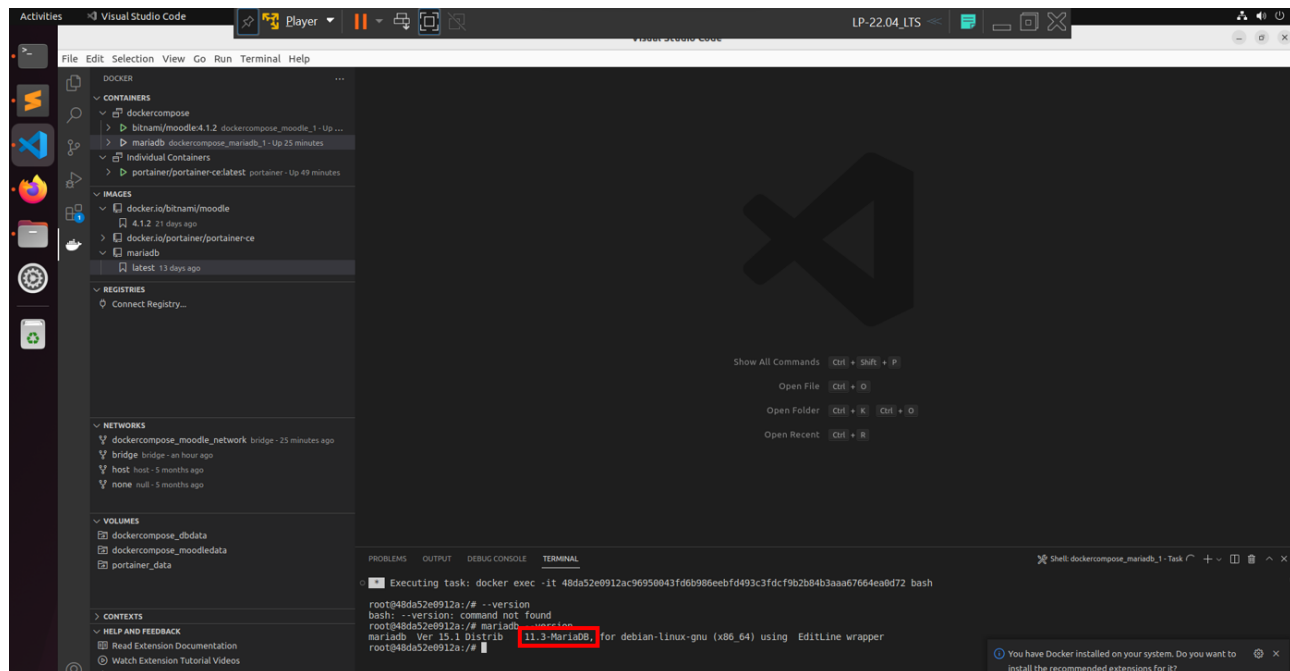 Activities
Visual Studio Code
Player
LP-22.04_LTS
Visual Studio Code
File Edit Selection View Go Run Terminal Help
DOCKER
CONTAINERS
dockercompose
bitnami/moodle:4.1.2 dockercompose_moodle_1 - Up ...
mariadb dockercompose_mariadb_1 - Up 25 minutes
Individual Containers
portainer/portainer-ce:latest portainer - Up 49 minutes
IMAGES
docker.io/bitnami/moodle
4.1.2 21 days ago
docker.io/portainer/portainer-ce
mariadb
latest 13 days ago
REGISTRIES
Connect Registry...
NETWORKS
dockercompose_moodle_network bridge - 25 minutes ago
bridge bridge - an hour ago
host host - 5 months ago
none null - 5 months ago
VOLUMES
dockercompose_dbdata
dockercompose_moodledata
portainer_data
CONTEXTS
HELP AND FEEDBACK
Read Extension Documentation
Watch Extension Tutorial Videos
1
Show All Commands Ctrl + Shift + P
Open File Ctrl + O
Open Folder Ctrl + K Ctrl + O
Open Recent Ctrl + R
PROBLEMS OUTPUT DEBUG CONSOLE TERMINAL
Shell: dockercompose_mariadb_1 - Task
* Executing task: docker exec -it 48da52e0912ac96950043fd6b986eebfd493c3fdcf9b2b84b3aaa67664ea0d72 bash
root@48da52e0912a:/# --version
bash: --version: command not found
root@48da52e0912a:/# mariadb --version
mariadb Ver 15.1 Distrib 11.3-MariaDB, for debian-linux-gnu (x86_64) using EditLine wrapper
root@48da52e0912a:/#
You have Docker installed on your system. Do you want to
install the recommended extensions for it?